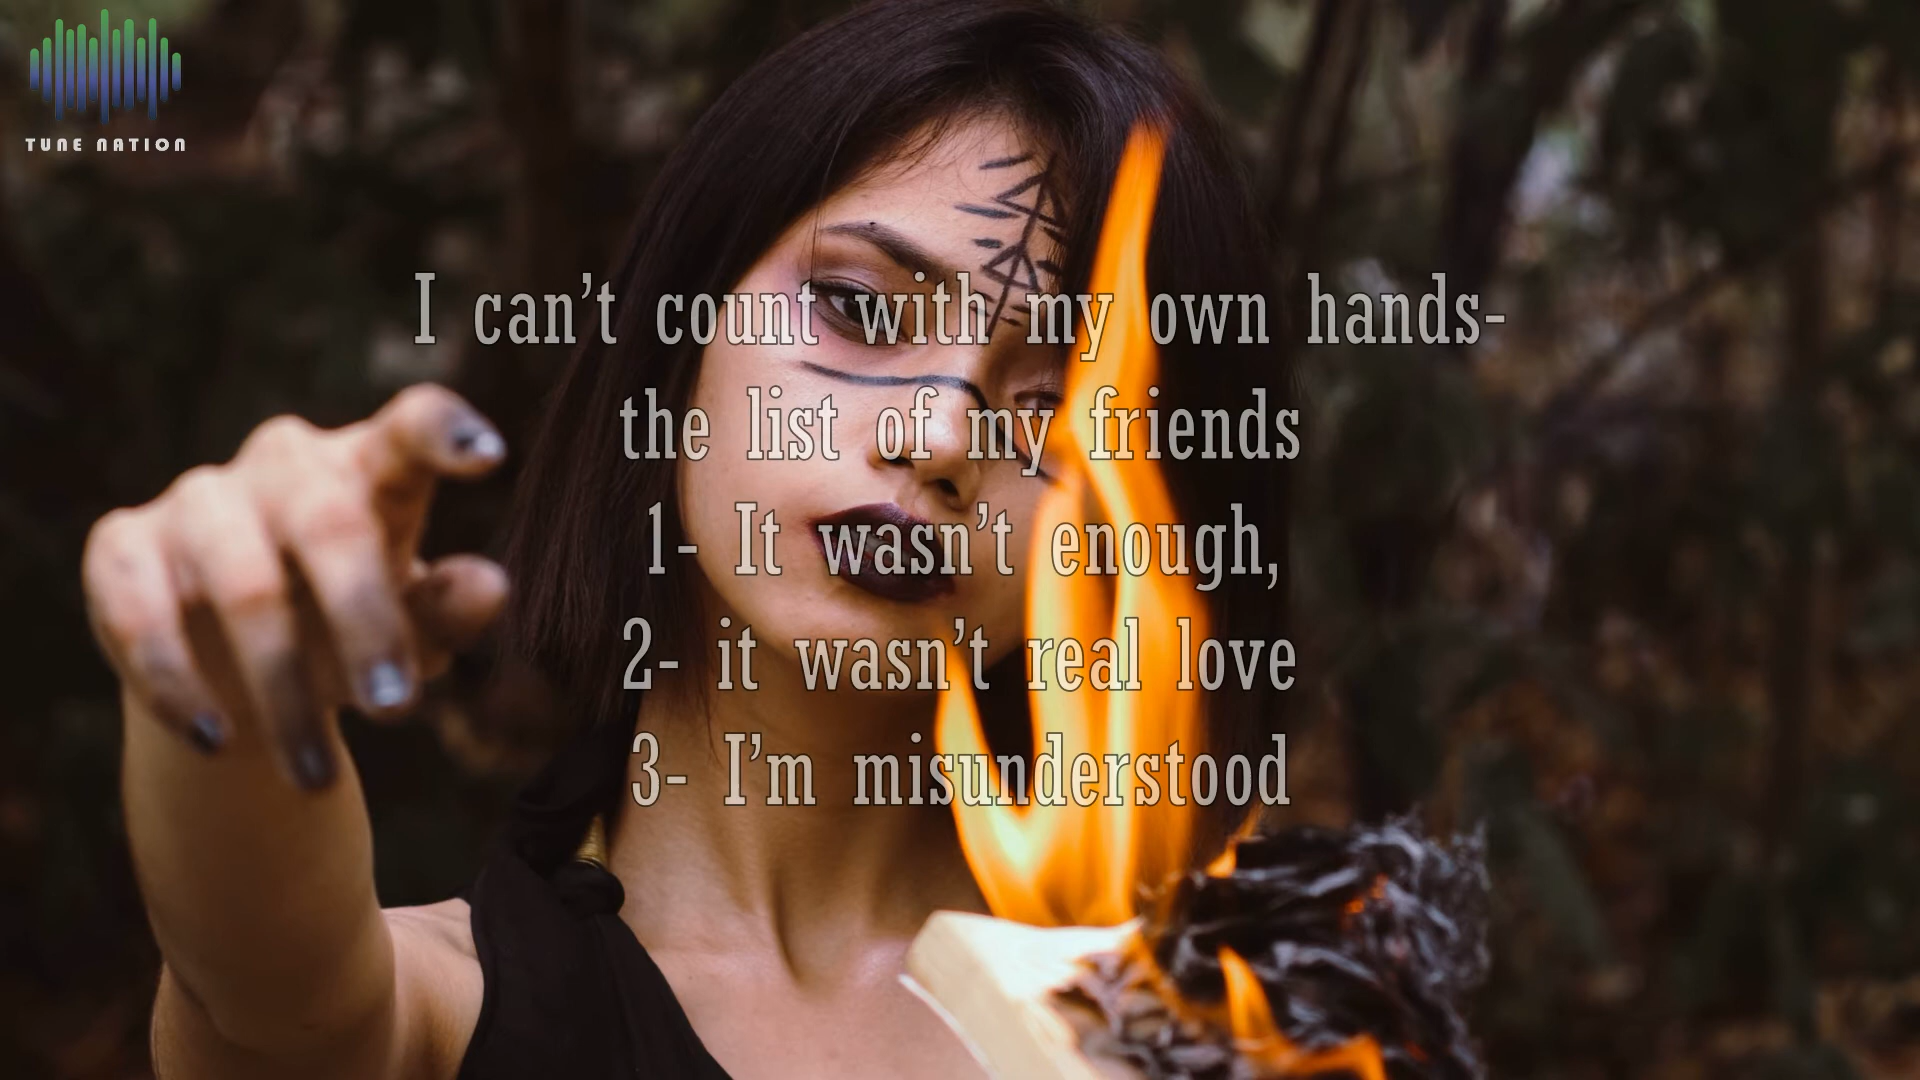 TUNE NATION
I can’t count with my own hands-
the list of my friends
1- It wasn’t enough,
2- it wasn’t real love
3- I’m misunderstood